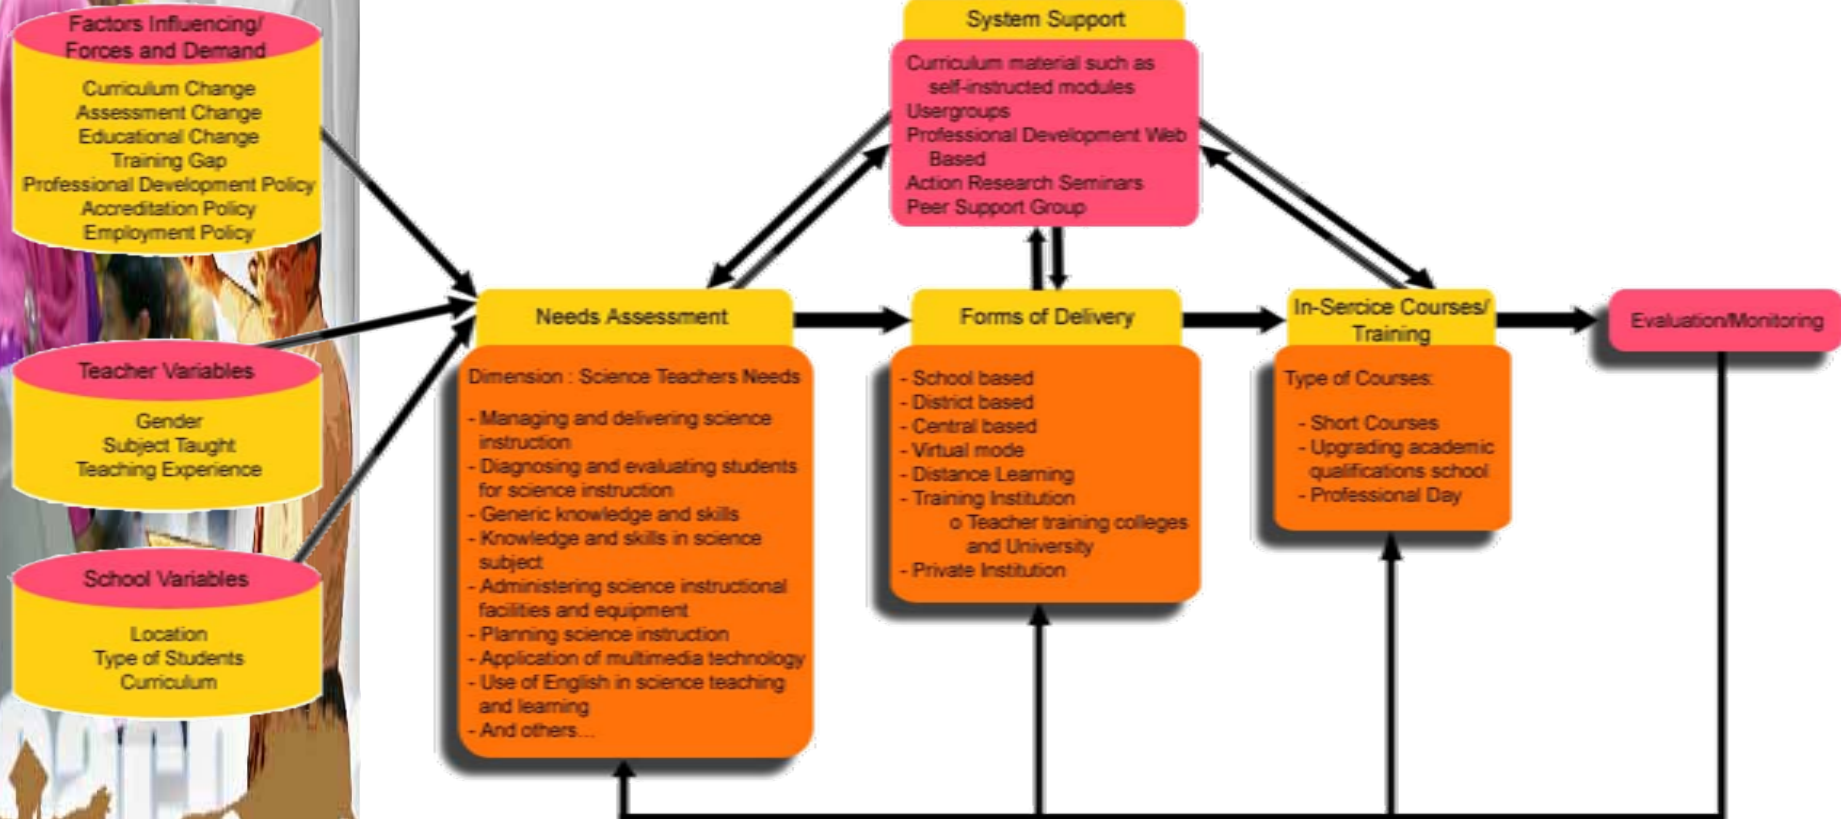 Factors Influencing/
Forces and Demand
Curriculum Change
Assessment Change
Educational Change
Training Gap
Professional Development Policy
Accreditation Policy
Employment Policy
Teacher Variables
Gender
Subject Taught
Teaching Experience
School Variables
Location
Type of Students
Curriculum
System Support
Curriculum material such as
self-instructed modules
Usergroups
Professional Development Web
Based
Action Research Seminars
Peer Support Group
Needs Assessment
Dimension : Science Teachers Needs
- Managing and delivering science
instruction
- Diagnosing and evaluating students
for science instruction
- Generic knowledge and skills
- Knowledge and skills in science
subject
- Administering science instructional
facilities and equipment
- Planning science instruction
- Application of multimedia technology
- Use of English in science teaching
and learning
- And others...
Forms of Delivery
- School based
- District based
- Central based
- Virtual mode
- Distance Learning
- Training Institution
o Teacher training colleges
and University
- Private Institution
In-Sercice Courses/
Training
Type of Courses:
- Short Courses
- Upgrading academic
qualifications school
- Professional Day
Evaluation/Monitoring